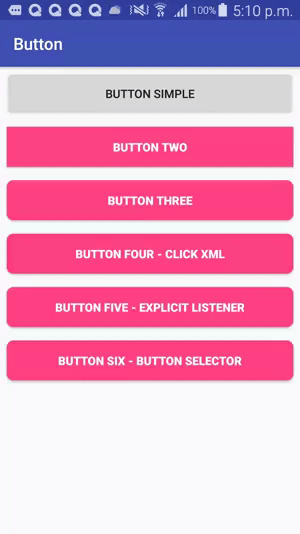 100% 5:10 p.m.
Button
BUTTON SIMPLE
BUTTON TWO
BUTTON THREE
BUTTON FOUR - CLICK XML
BUTTON FIVE - EXPLICIT LISTENER
BUTTON SIX - BUTTON SELECTOR